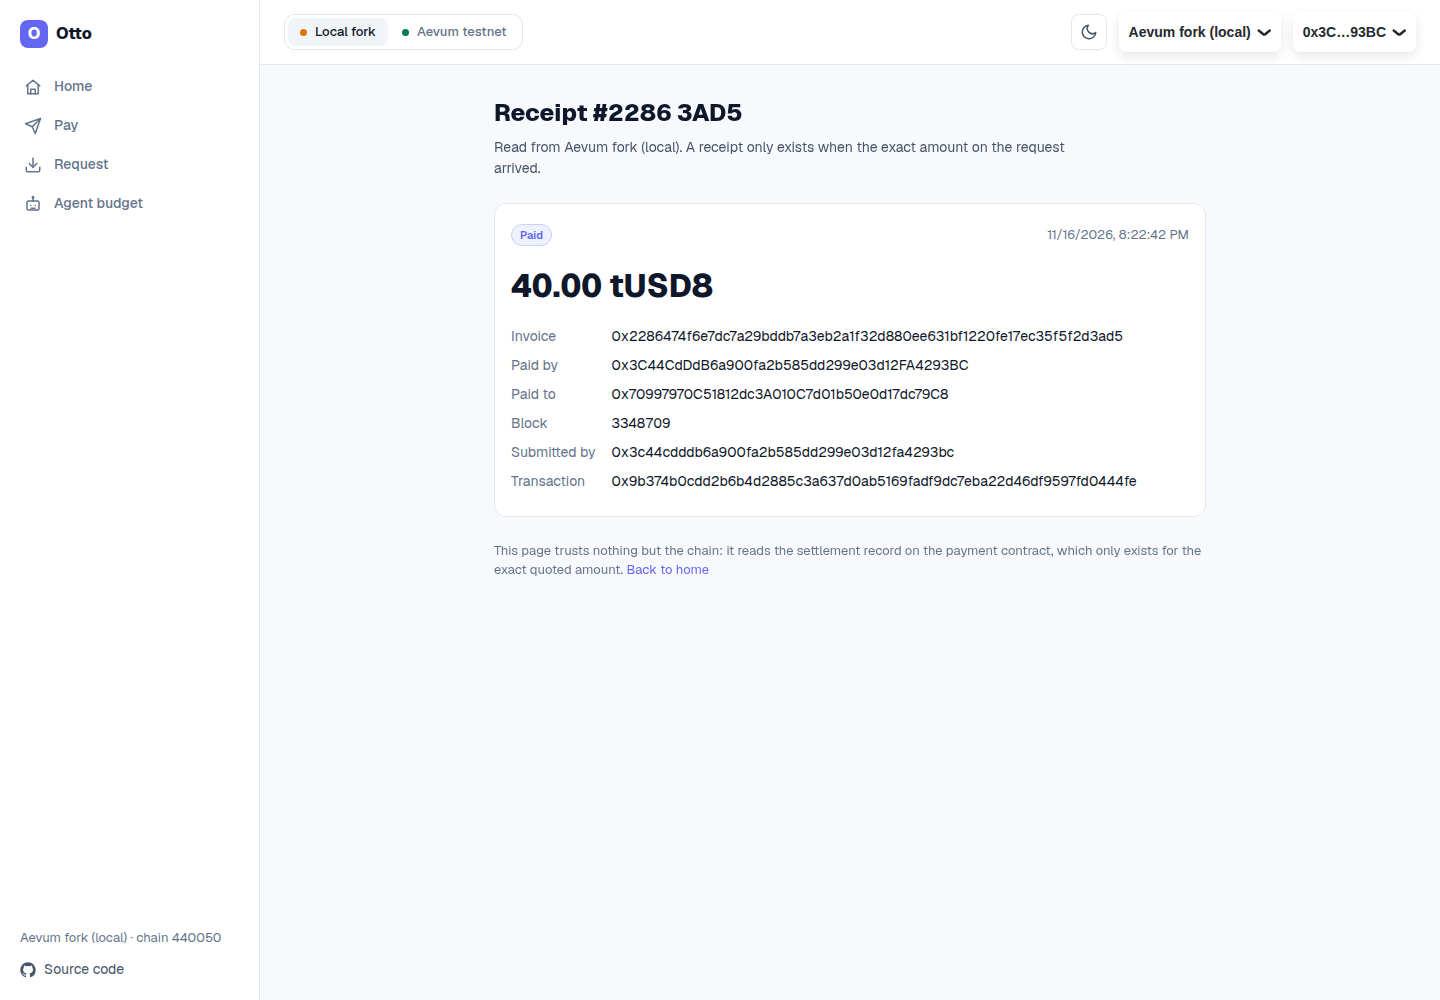 O Otto
Home
Pay
Request
Agent budget
Aevum fork (local) · chain 440050
Source code
Local fork
Aevum testnet
Aevum fork (local)
0x3C...93BC
Receipt #2286 3AD5
Read from Aevum fork (local). A receipt only exists when the exact amount on the request
arrived.
Paid
11/16/2026, 8:22:42 PM
40.00 tUSD8
Invoice 0x2286474f6e7dc7a29bddb7a3eb2a1f32d880ee631bf1220fe17ec35f5f2d3ad5
Paid by 0x3C44CdDdB6a900fa2b585dd299e03d12FA4293BC
Paid to 0x70997970C51812dc3A010C7d01b50e0d17dc79C8
Block 3348709
Submitted by 0x3c44cdddb6a900fa2b585dd299e03d12fa4293bc
Transaction 0x9b374b0cdd2b6b4d2885c3a637d0ab5169fadf9dc7eba22d46df9597fd0444fe
This page trusts nothing but the chain: it reads the settlement record on the payment contract, which only exists for the
exact quoted amount. Back to home